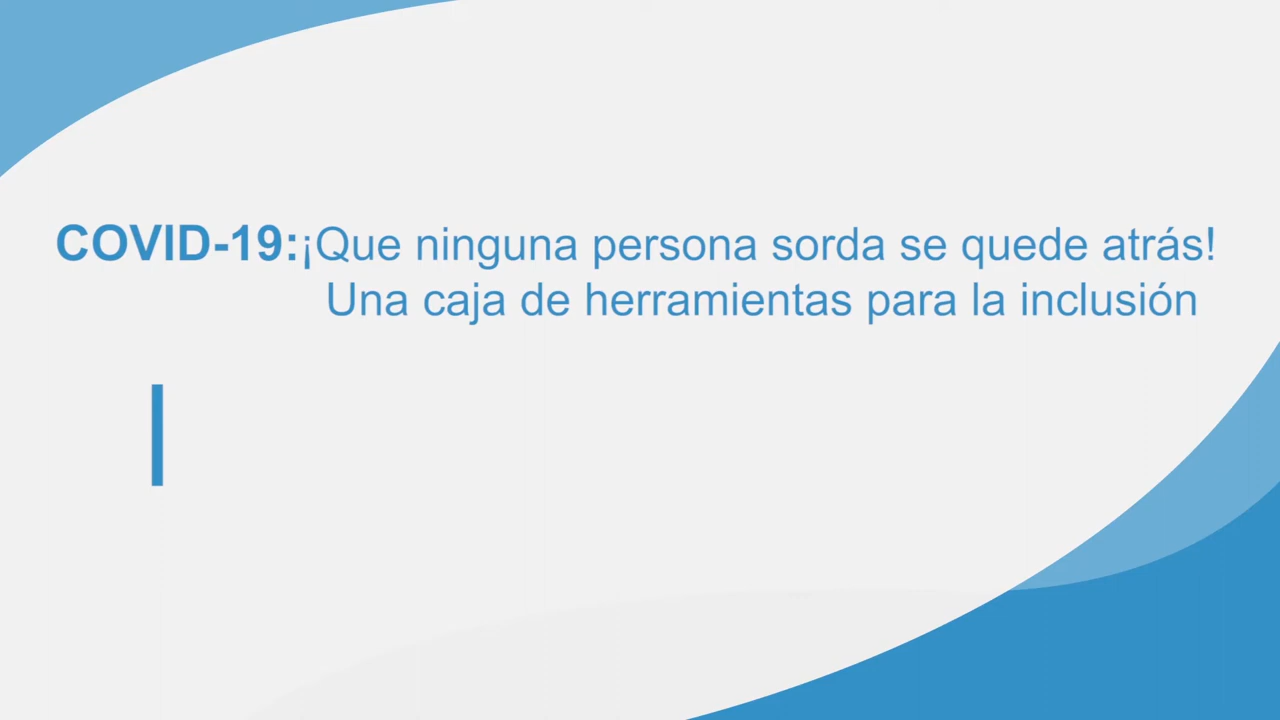 COVID-19:¡Que ninguna persona sorda se quede atrás!
Una caja de herramientas para la inclusión